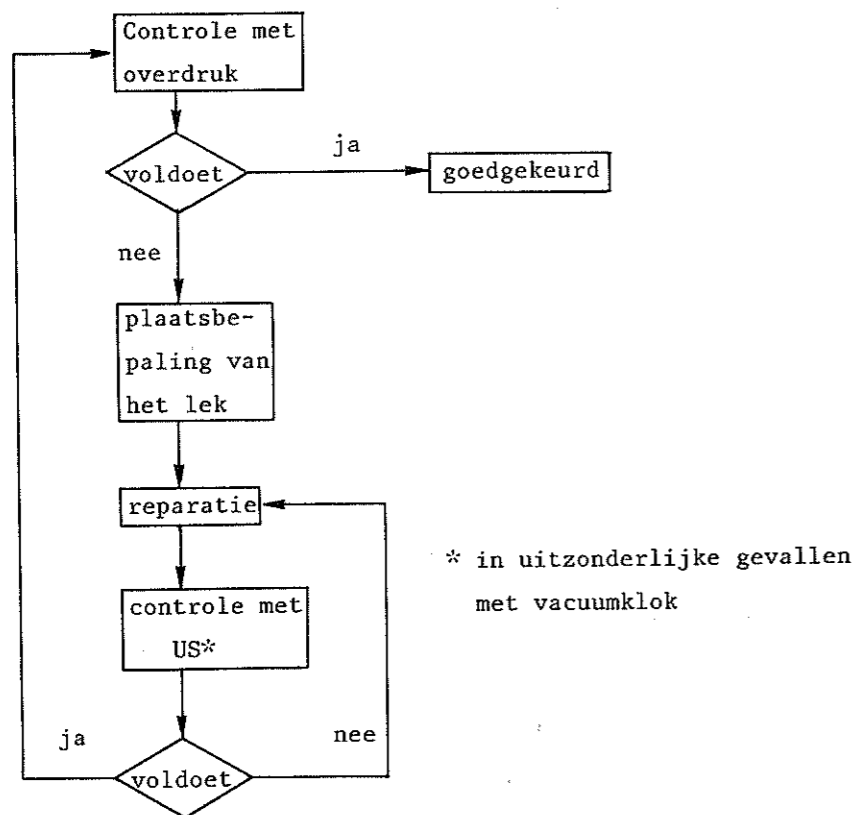 Controle met
overdruk
voldoet
ja
goedgekeurd
nee
plaatsbe-
paling van
het lek
reparatie
controle met
US*
* in uitzonderlijke gevallen
met vacuumklok
voldoet
ja
nee